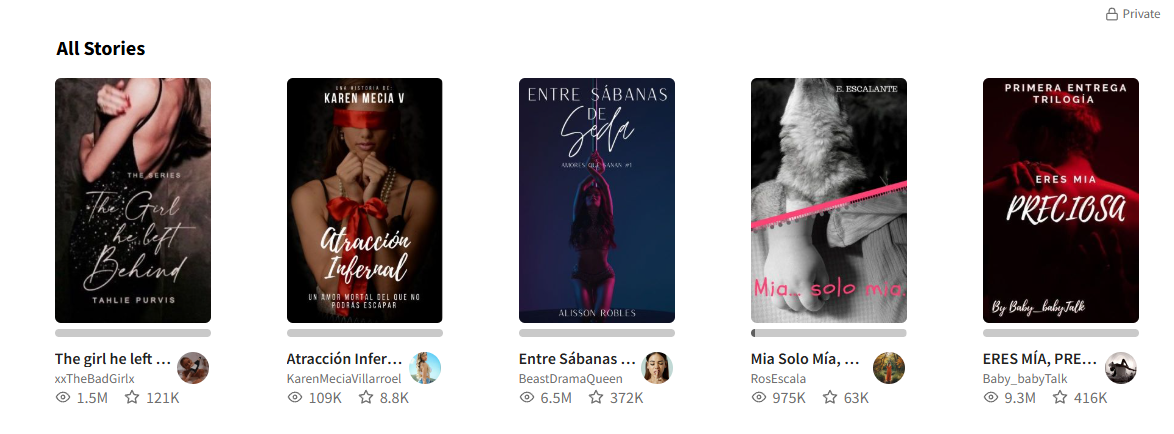 Private
All Stories
THE SERIES
The Girl
he left
Behind
TAHLIE PURVIS
UNA HISTORIA DE:
KAREN MECIA V
Atracción
Infernal
UN AMOR MORTAL DEL QUE NO
PODRÁS ESCAPAR
ENTRE SÁBANAS
DE
Seda
AMORES QUE SANAN #1
ALISSON ROBLES
E. ESCALANTE
Mia... solo mia.
PRIMERA ENTREGA
TRILOGÍA
ERES MIA
PRECIOSA
By Baby_babyTalk
The girl he left ...
xxTheBadGirlx
1.5M 121K
Atracción Infer...
KarenMeciaVillarroel
109K 8.8K
Entre Sábanas ...
BeastDramaQueen
6.5M 372K
Mia Solo Mía, ...
RosEscala
975K 63K
ERES MÍA, PRE...
Baby_babyTalk
9.3M 416K